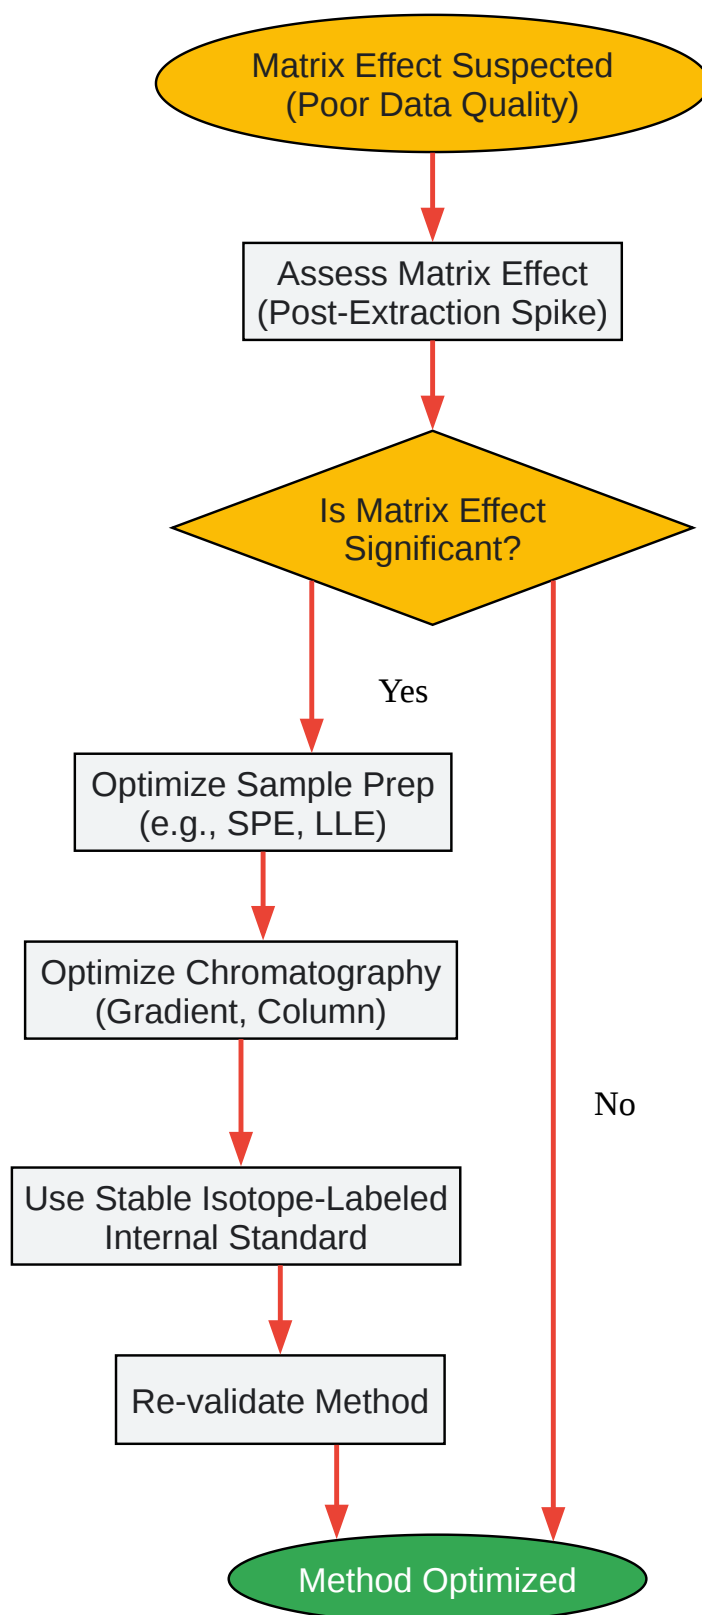 Matrix Effect Suspected
(Poor Data Quality)
Assess Matrix Effect
(Post-Extraction Spike)
Is Matrix Effect
Significant?
Yes
Optimize Sample Prep
(e.g., SPE, LLE)
Optimize Chromatography
(Gradient, Column)
No
Use Stable Isotope-Labeled
Internal Standard
Re-validate Method
Method Optimized